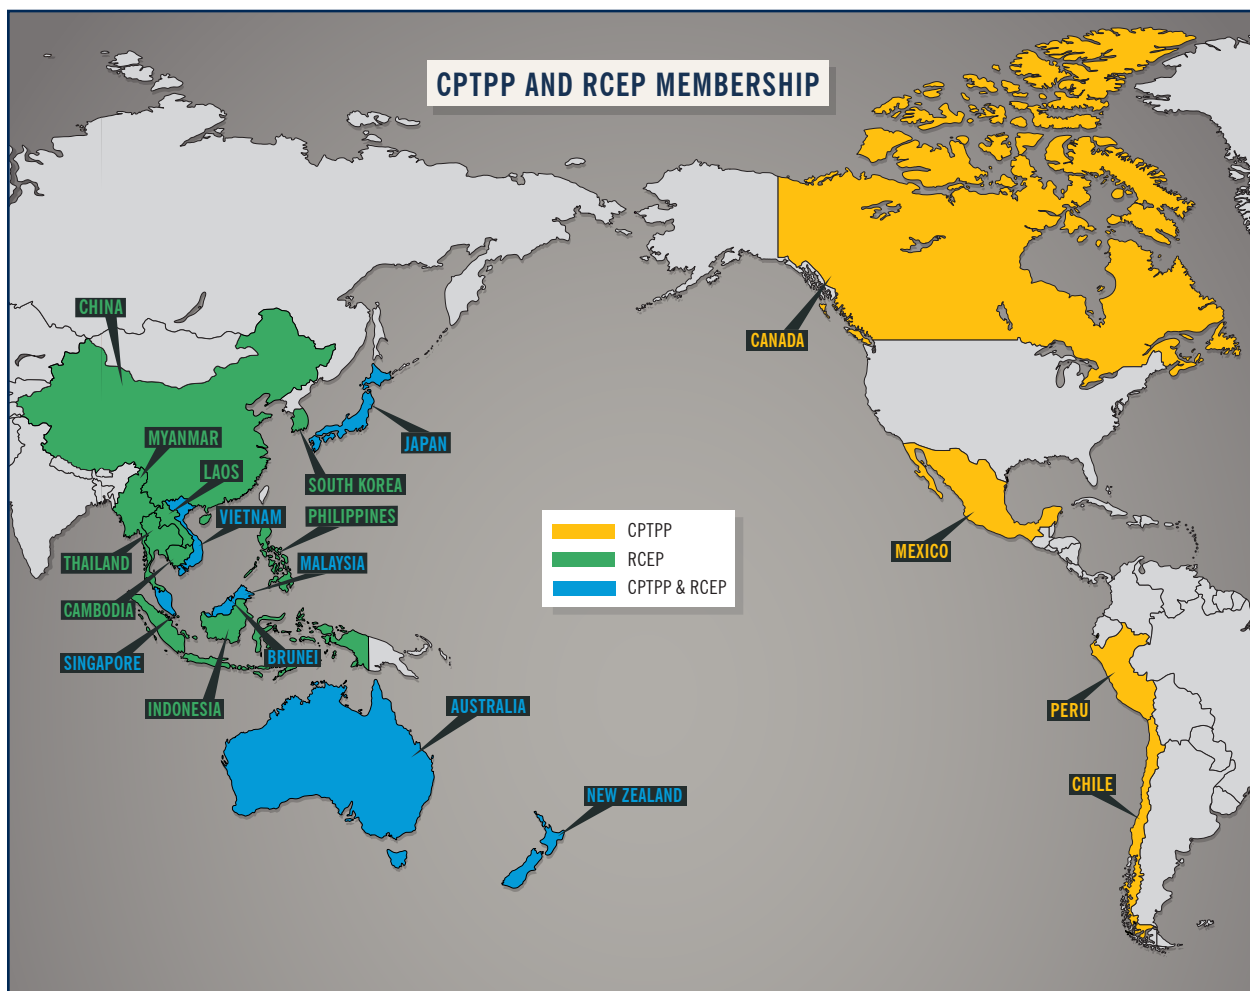 CPTPP AND RCEP MEMBERSHIP
CHINA
CANADA
MYANMAR
JAPAN
LAOS
SOUTH KOREA
VIETNAM
PHILIPPINES
CPTPP
RCEP
CPTPP & RCEP
MEXICO
THAILAND
MALAYSIA
CAMBODIA
SINGAPORE
BRUNEI
INDONESIA
AUSTRALIA
PERU
CHILE
NEW ZEALAND